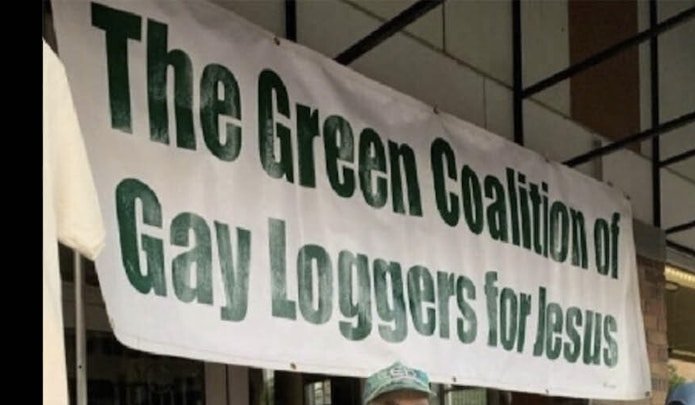 The Green Coalition of
Gay Loggers for Jesus